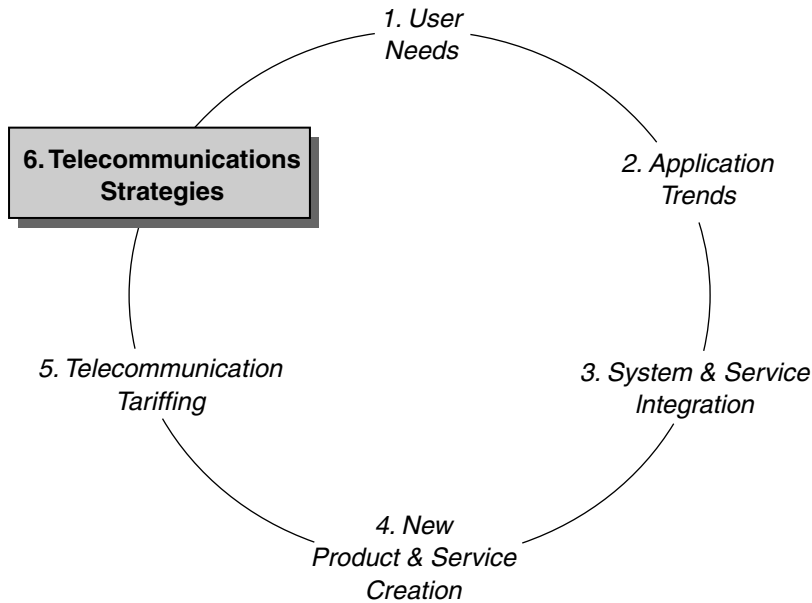 1. User
Needs
2. Application
Trends
3. System & Service
Integration
4. New
Product & Service
Creation
5. Telecommunication
Tariffing
6. Telecommunications
Strategies